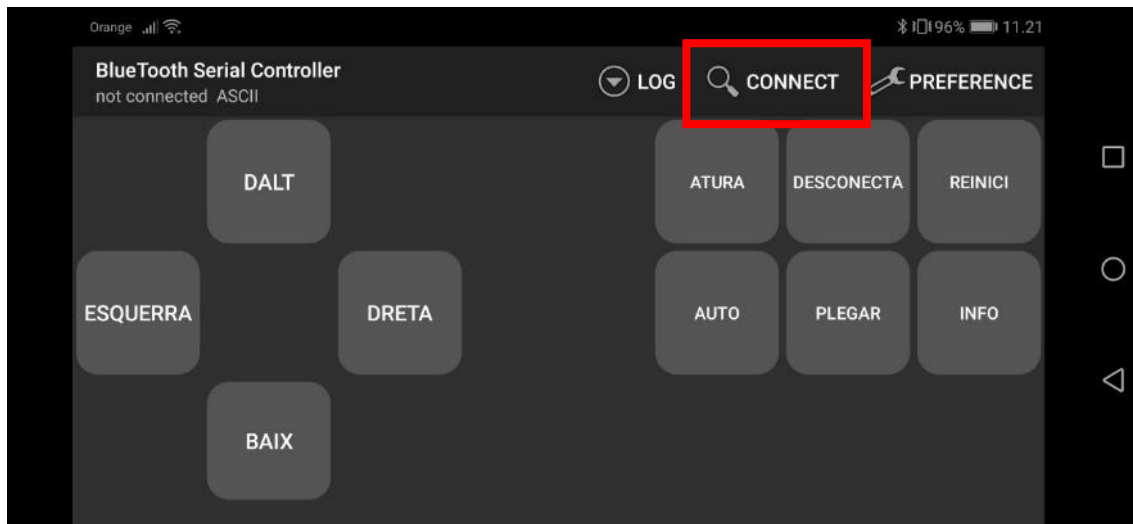 Orange 96% 11.21
BlueTooth Serial Controller
not connected ASCII
LOG CONNECT PREFERENCE
DALT ATURA DESCONECTA REINICI
ESQUERRA DRETA AUTO PLEGAR INFO
BAIX